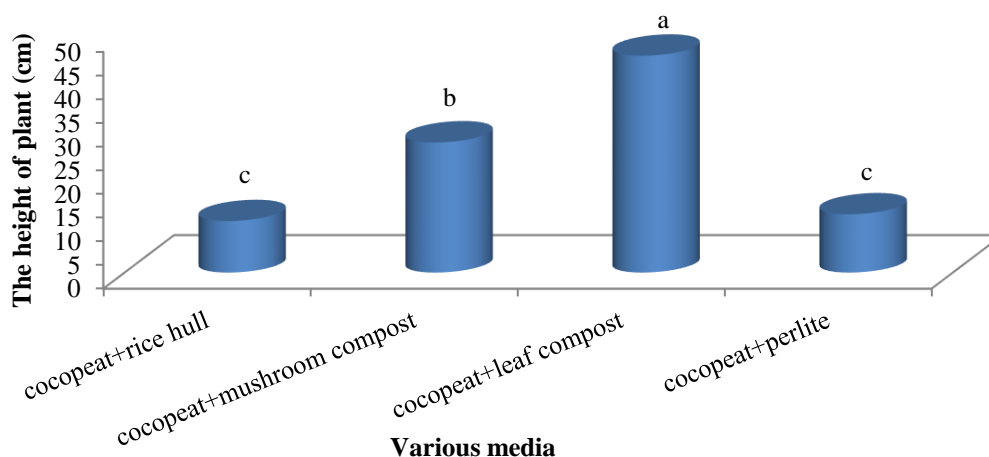 The height of plant (cm)
50
45
40
35
30
25
20
15
10
5
0
c
b
a
c
cocopeat+rice hull
cocopeat+mushroom compost
cocopeat+leaf compost
cocopeat+perlite
Various media